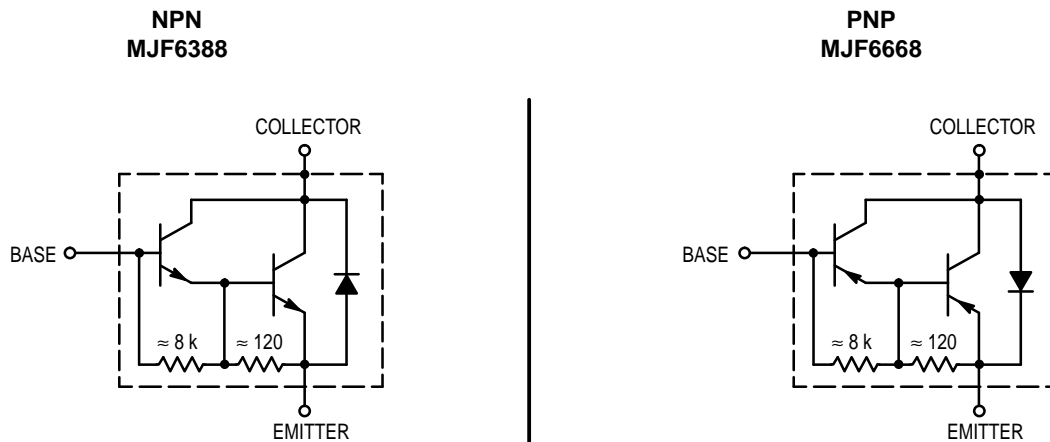 NPN
MJF6388
COLLECTOR
BASE
≈ 8 k
≈ 120
EMITTER
PNP
MJF6668
COLLECTOR
BASE
≈ 8 k
≈ 120
EMITTER